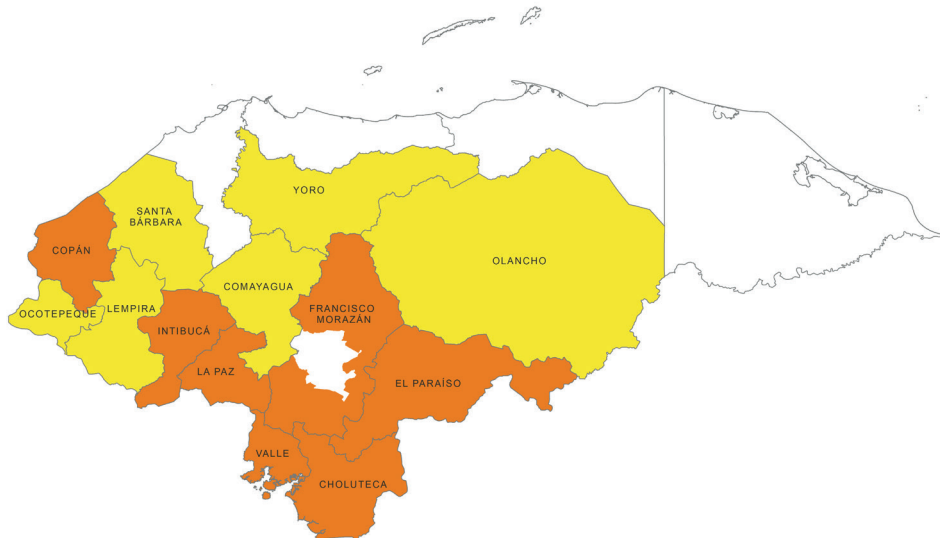 YORO
SANTA
BÁRBARA
COPÁN
OLANCHO
COMAYAGUA
OCOTEPEQUE
LEMPIRA
FRANCISCO
MORAZÁN
INTIBUCÁ
LA PAZ
EL PARAÍSO
VALLE
CHOLUTECA